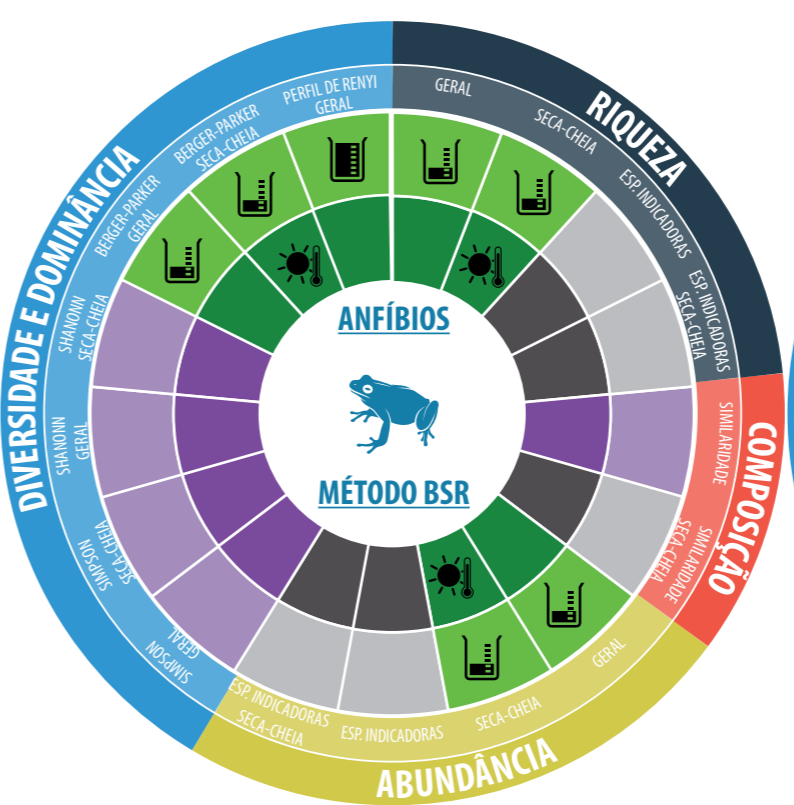 RIQUEZA
GERAL
SECA-CHEIA
ESP. INDICADORAS
ESP. INDICADORAS
SECA-CHEIA
COMPOSIÇÃO
SIMILARIDADE
SIMILARIDADE
SECA-CHEIA
ABUNDÂNCIA
GERAL
SECA-CHEIA
ESP. INDICADORAS
ESP. INDICADORAS
SECA-CHEIA
DIVERSIDADE E DOMINÂNCIA
SIMPSON
GERAL
SIMPSON
SECA-CHEIA
SHANONN
GERAL
SHANONN
SECA-CHEIA
BERGER-PARKER
GERAL
BERGER-PARKER
SECA-CHEIA
PERFIL DE RENYI
GERAL
ANFÍBIOS
MÉTODO BSR